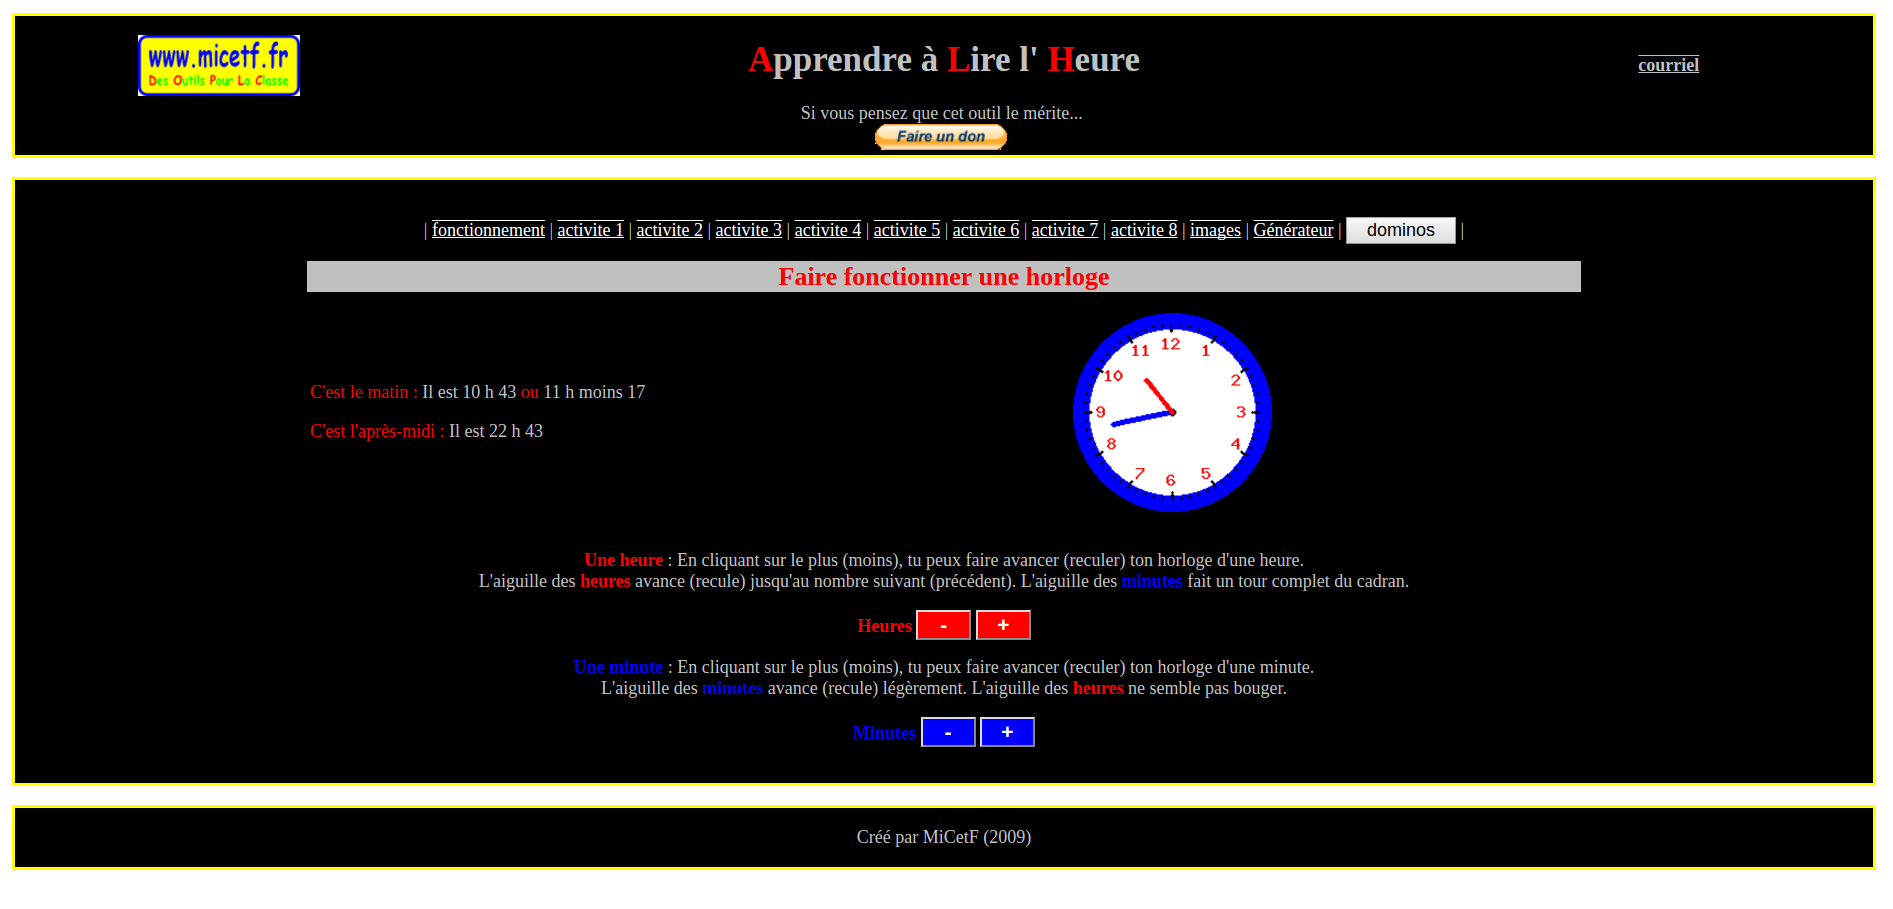 www.micetf.fr
Des Outils Pour La Classe
Apprendre à Lire l' Heure
courriel
Si vous pensez que cet outil le mérite...
Faire un don
| fonctionnement | activite 1 | activite 2 | activite 3 | activite 4 | activite 5 | activite 6 | activite 7 | activite 8 | images | Générateur | dominos |
Faire fonctionner une horloge
C'est le matin : Il est 10 h 43 ou 11 h moins 17
C'est l'après-midi : Il est 22 h 43
12
1
2
3
4
5
6
7
8
9
10
11
Une heure : En cliquant sur le plus (moins), tu peux faire avancer (reculer) ton horloge d'une heure.
L'aiguille des heures avance (recule) jusqu'au nombre suivant (précédent). L'aiguille des minutes fait un tour complet du cadran.
Heures - +
Une minute : En cliquant sur le plus (moins), tu peux faire avancer (reculer) ton horloge d'une minute.
L'aiguille des minutes avance (recule) légèrement. L'aiguille des heures ne semble pas bouger.
Minutes - +
Créé par MiCetF (2009)